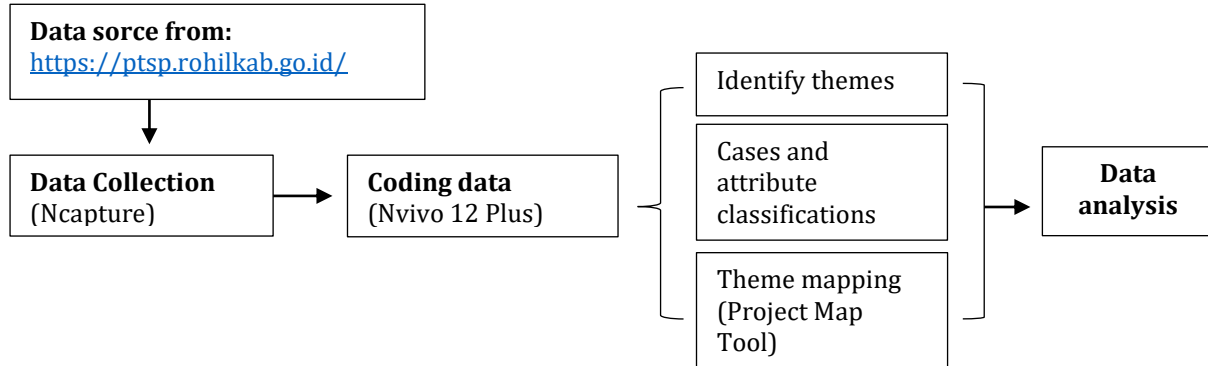 Data sorce from:
https://ptsp.rohilkab.go.id/
Data Collection
(Ncapture)
Coding data
(Nvivo 12 Plus)
Identify themes
Cases and
attribute
classifications
Theme mapping
(Project Map
Tool)
Data
analysis